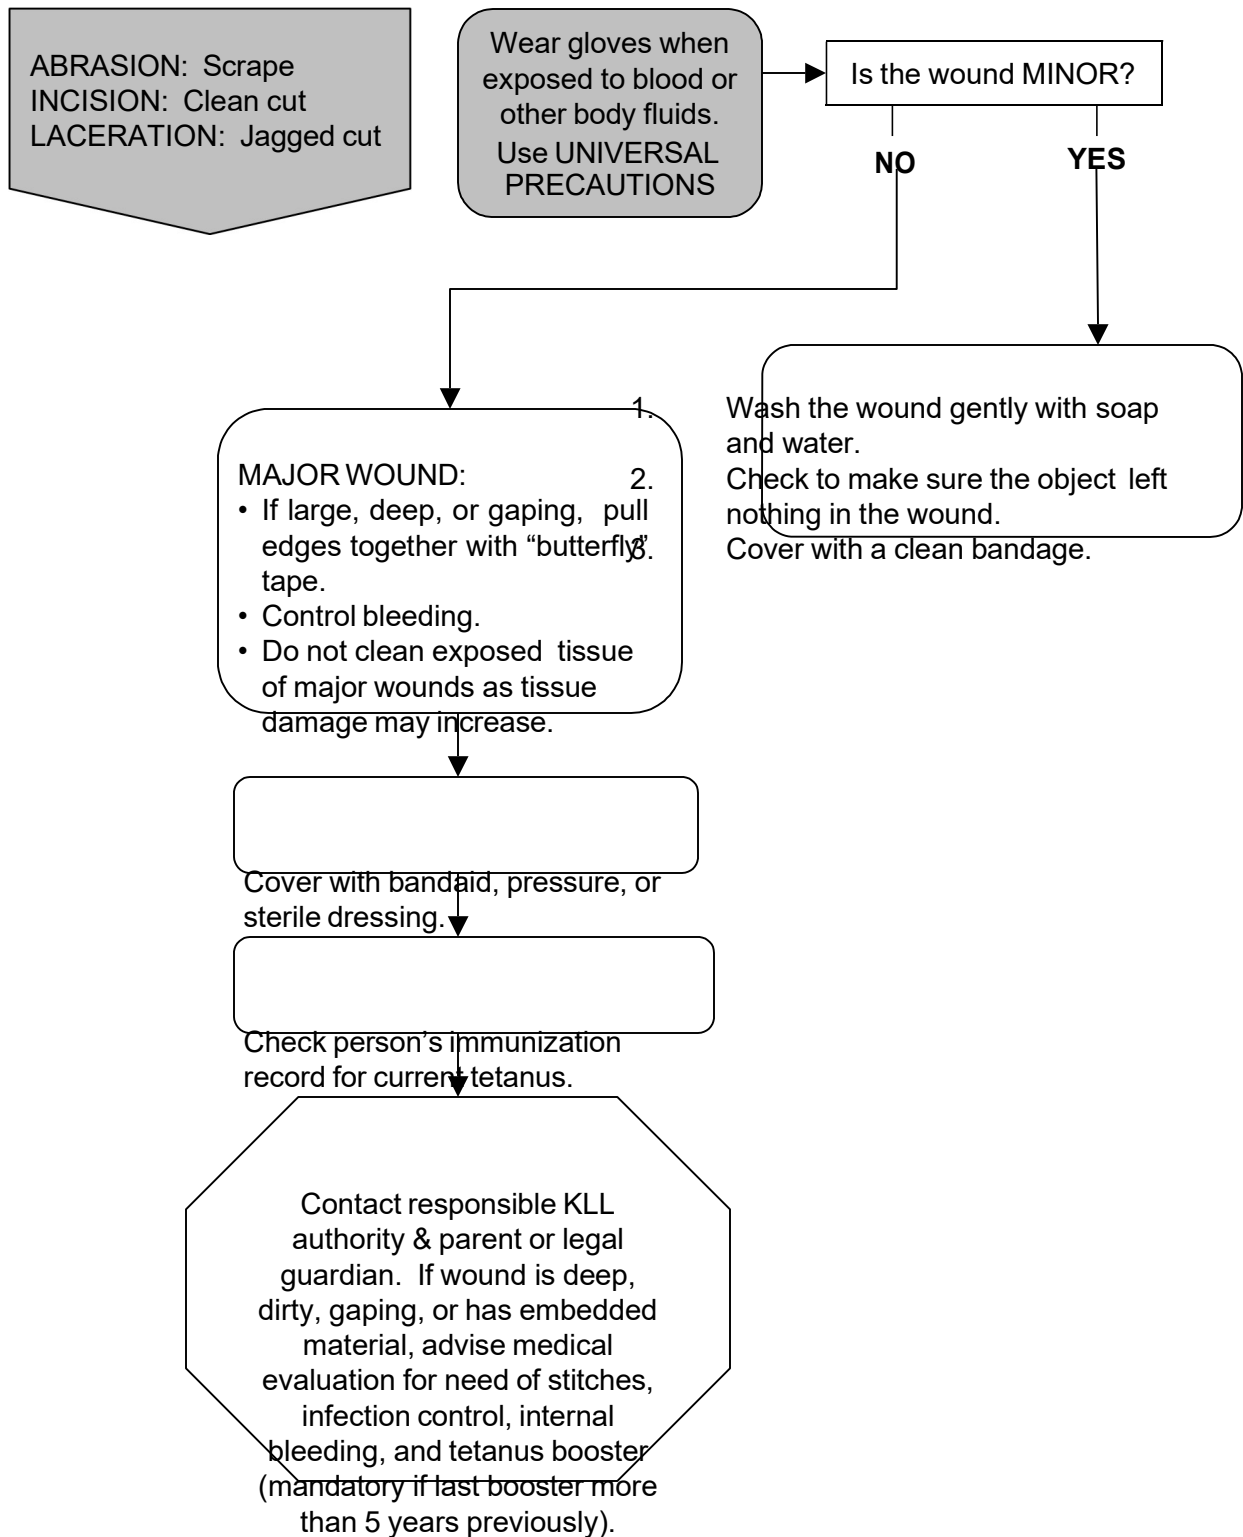 ABRASION: Scrape
INCISION: Clean cut
LACERATION: Jagged cut
Wear gloves when
exposed to blood or
other body fluids.
Use UNIVERSAL
PRECAUTIONS
Is the wound MINOR?
NO
YES
1. Wash the wound gently with soap
and water.
2. Check to make sure the object left
nothing in the wound.
3. Cover with a clean bandage.
MAJOR WOUND:
• If large, deep, or gaping, pull
edges together with “butterfly”
tape.
• Control bleeding.
• Do not clean exposed tissue
of major wounds as tissue
damage may increase.
Cover with bandaid, pressure, or
sterile dressing.
Check person’s immunization
record for current tetanus.
Contact responsible KLL
authority & parent or legal
guardian. If wound is deep,
dirty, gaping, or has embedded
material, advise medical
evaluation for need of stitches,
infection control, internal
bleeding, and tetanus booster
(mandatory if last booster more
than 5 years previously).